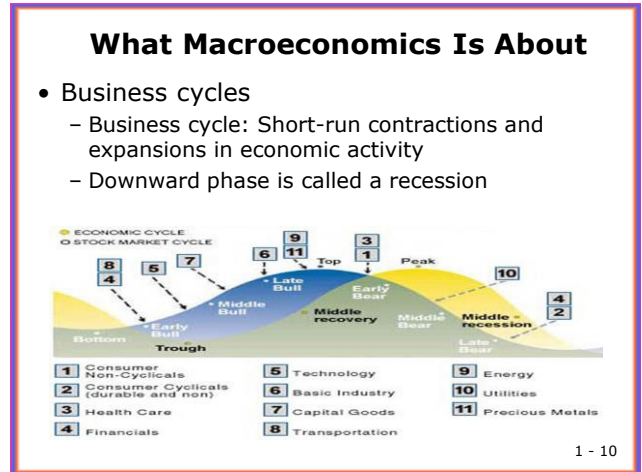 What Macroeconomics Is About
• Business cycles
– Business cycle: Short-run contractions and
expansions in economic activity
– Downward phase is called a recession
ECONOMIC CYCLE
STOCK MARKET CYCLE
8
4
5
7
6
9
11
Top
3
1
Peak
10
4
2
Late
Bull
Early
Bear
Middle
Bull
Middle
recovery
Middle
Bear
Middle
recession
Early
Bull
Bottom
Trough
Late
Bear
1 Consumer
Non-Cyclicals
2 Consumer Cyclicals
(durable and non)
3 Health Care
4 Financials
5 Technology
6 Basic Industry
7 Capital Goods
8 Transportation
9 Energy
10 Utilities
11 Precious Metals
1 - 10